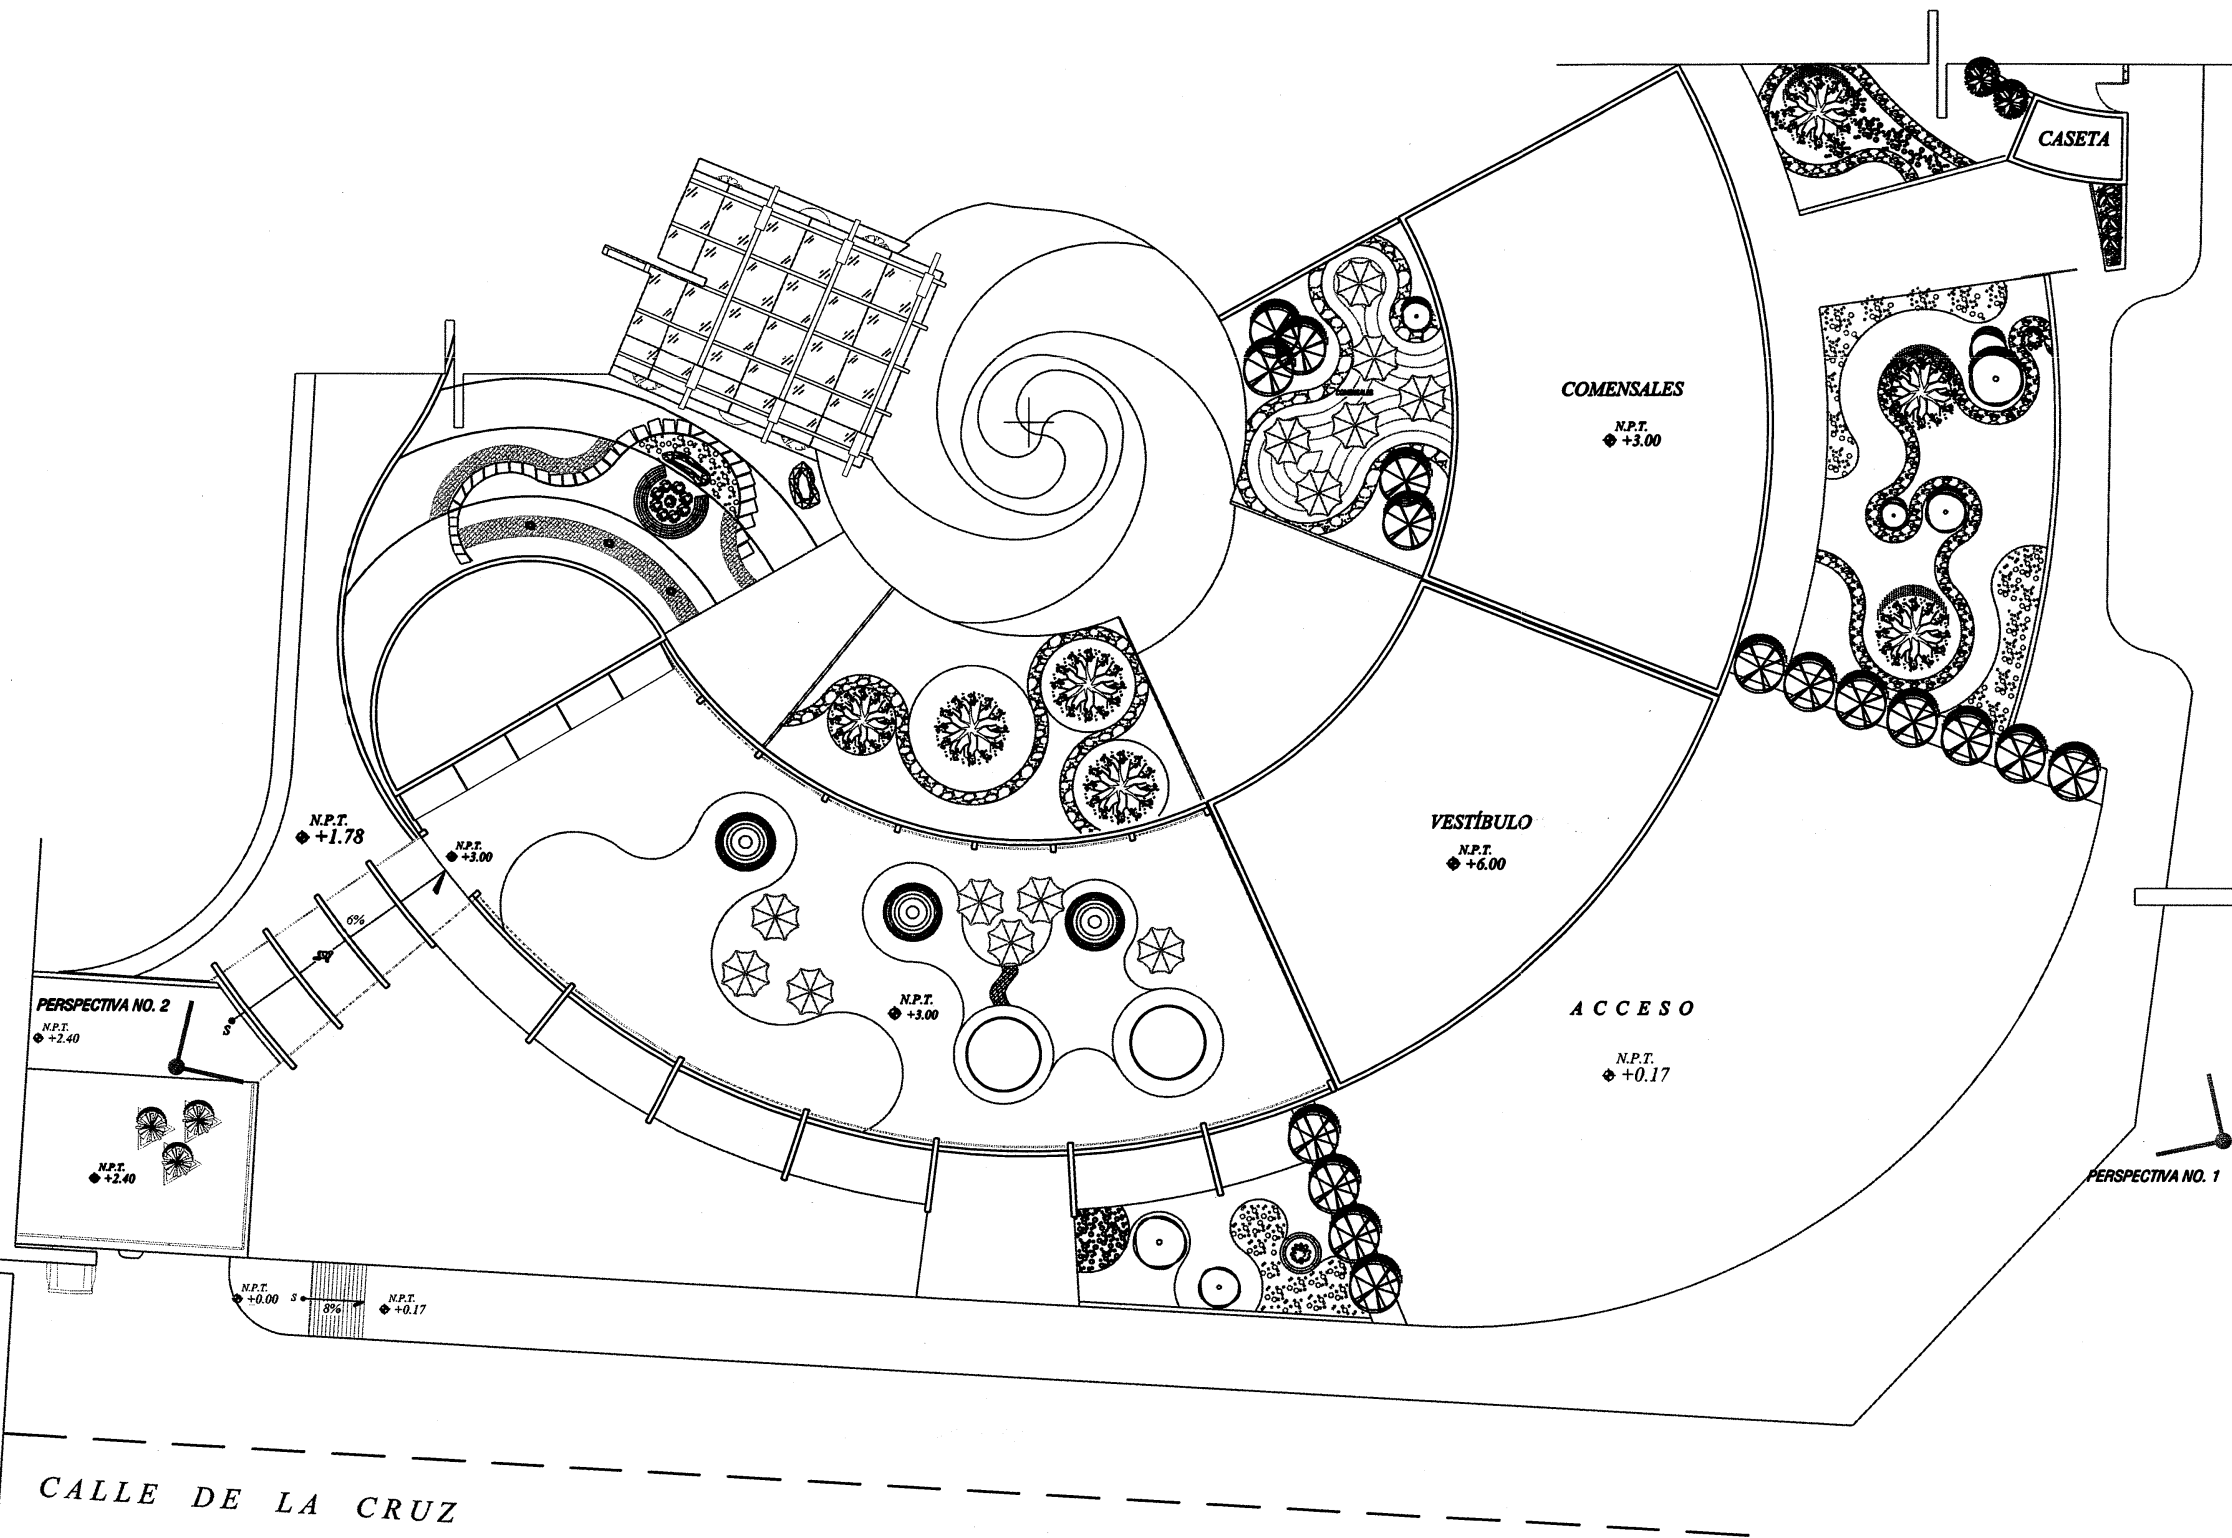 CASETA
COMENSALES
N.P.T.
+3.00
N.P.T.
+1.78
N.P.T.
+3.00
VESTÍBULO
N.P.T.
+6.00
6%
S
PERSPECTIVA NO. 2
N.P.T.
+2.40
N.P.T.
+3.00
ACCESO
N.P.T.
+0.17
N.P.T.
+2.40
PERSPECTIVA NO. 1
N.P.T.
+0.00
S
8%
N.P.T.
+0.17
CALLE DE LA CRUZ